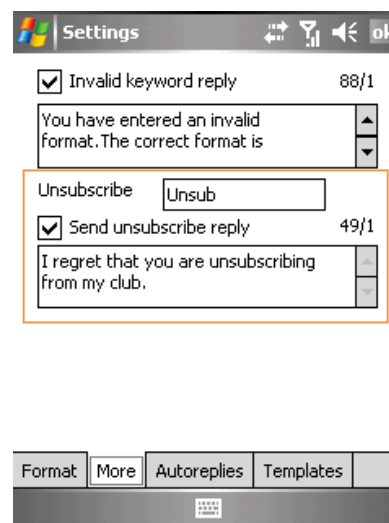 Settings
ok
Invalid keyword reply 88/1
You have entered an invalid
format. The correct format is
Unsubscribe Unsub
Send unsubscribe reply 49/1
I regret that you are unsubscribing
from my club.
Format More Autoreplies Templates